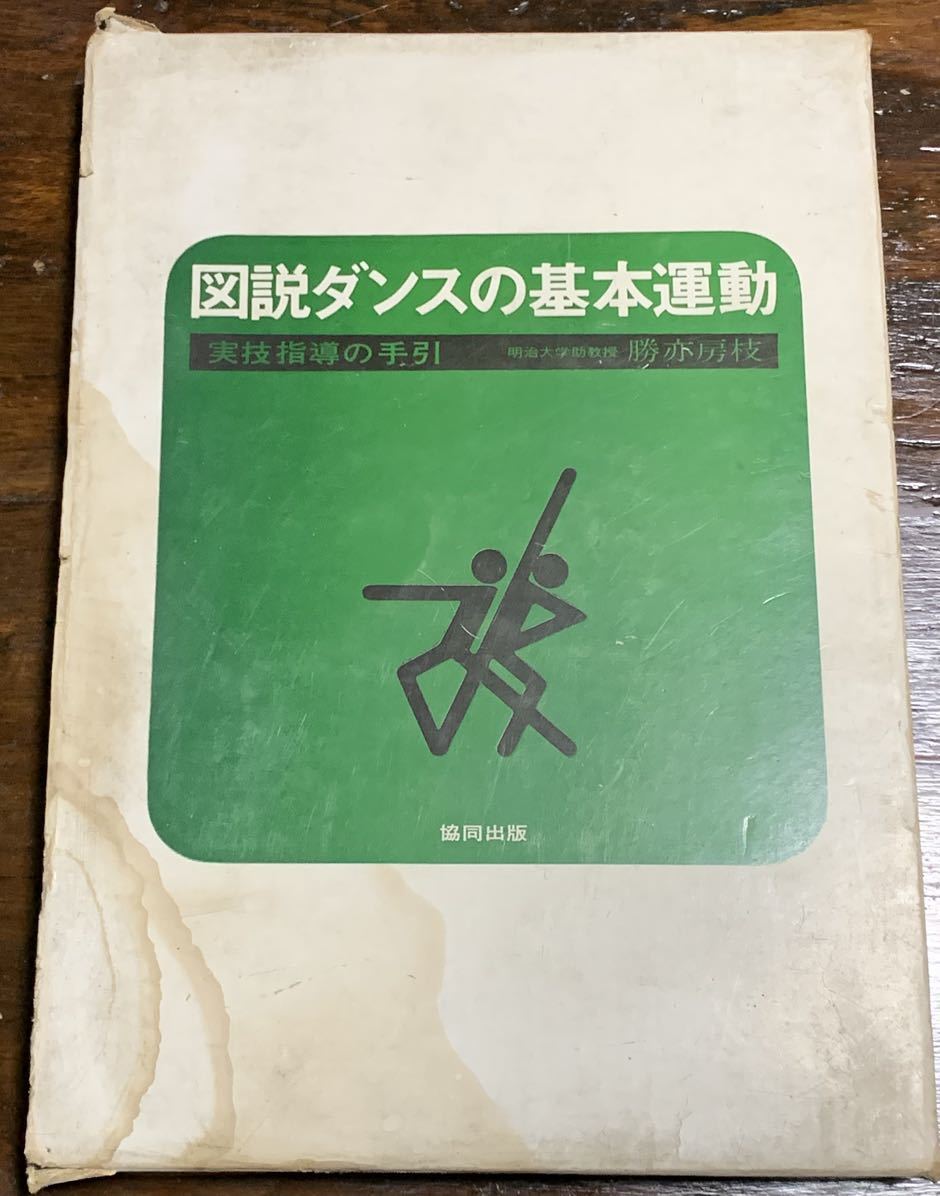 図説ダンスの基本運動
実技指導の手引 明治大学助教授 勝亦房枝
協同出版